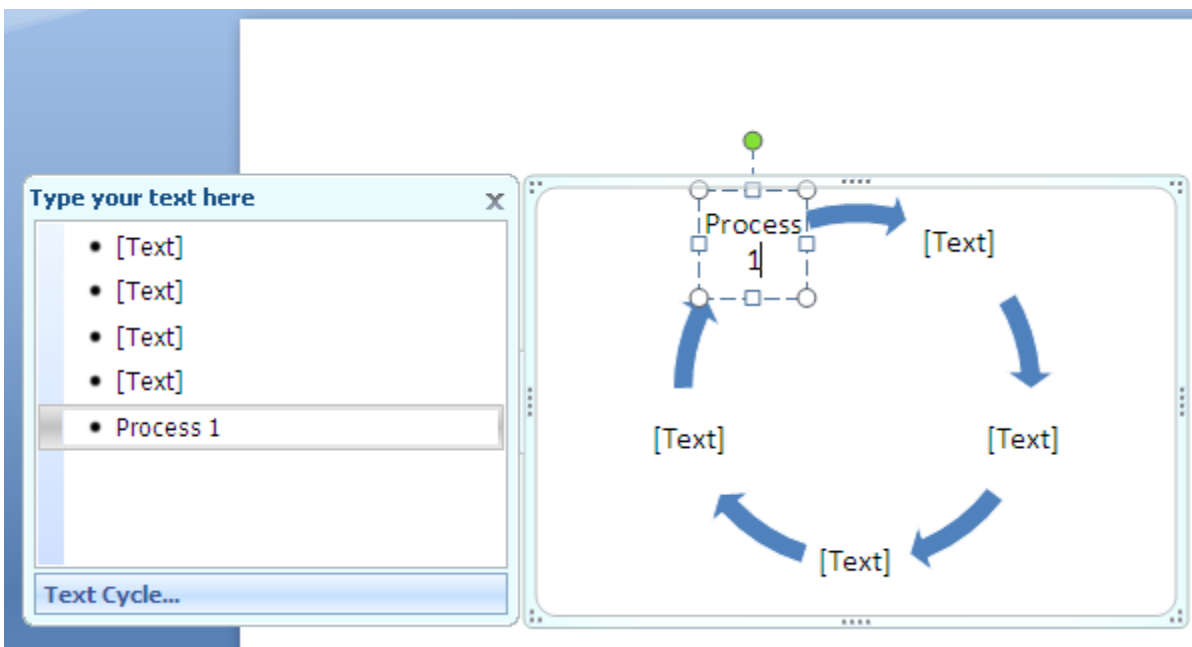 Type your text here
[Text]
[Text]
[Text]
[Text]
Process 1
Text Cycle...
Process
1
[Text]
[Text]
[Text]
[Text]